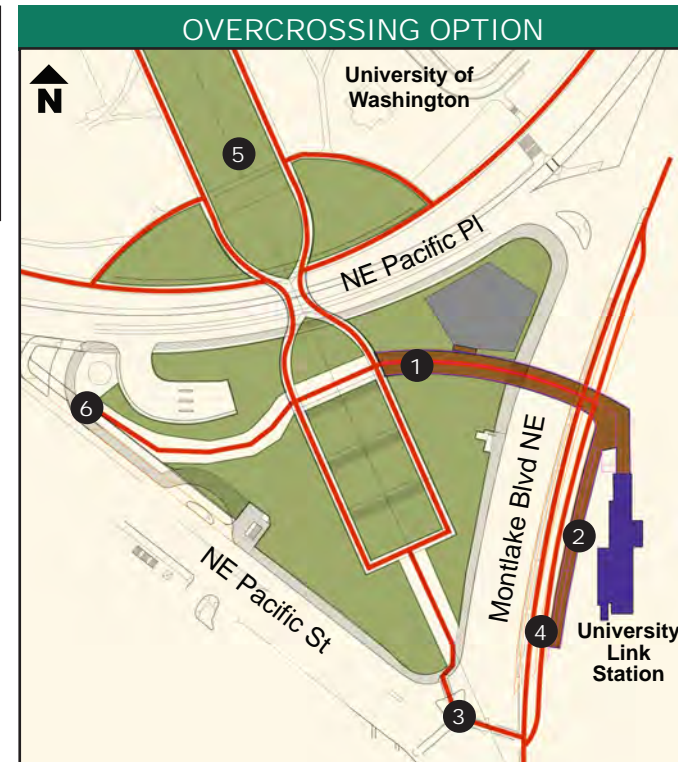 OVERCROSSING OPTION
N
University of
Washington
5
NE Pacific Pl
1
6
Montlake Blvd NE
2
NE Pacific St
4
University
Link
Station
3